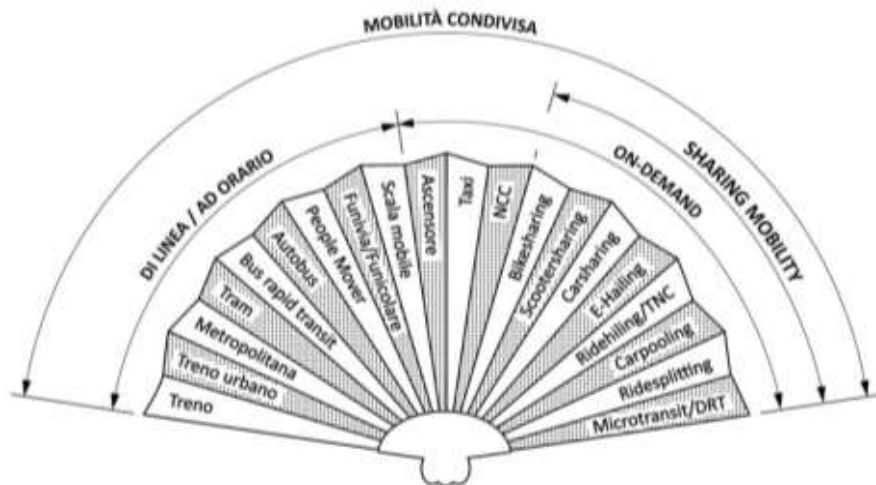 MOBILITÀ CONDIVISA
DI LINEA / AD ORARIO
ON-DEMAND
SHARING MOBILITY
Treno
Treno urbano
Metropolitana
Tram
Bus rapid transit
Autobus
People Mover
Funivia/Funicolare
Scala mobile
Ascensore
Taxi
NCC
Bikesharing
Scootersharing
Carsharing
E-Hailing
Ridehiling/TNC
Carpooling
Ridesplitting
Microtransit/DRT